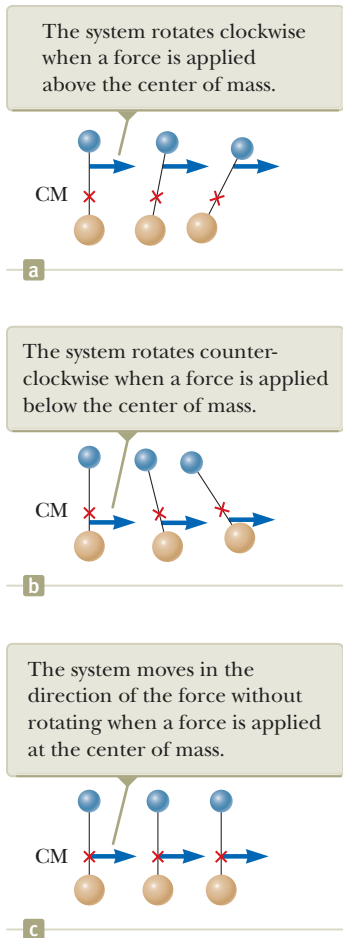 The system rotates clockwise
when a force is applied
above the center of mass.
CM
a
The system rotates counter-
clockwise when a force is applied
below the center of mass.
CM
b
The system moves in the
direction of the force without
rotating when a force is applied
at the center of mass.
CM
c